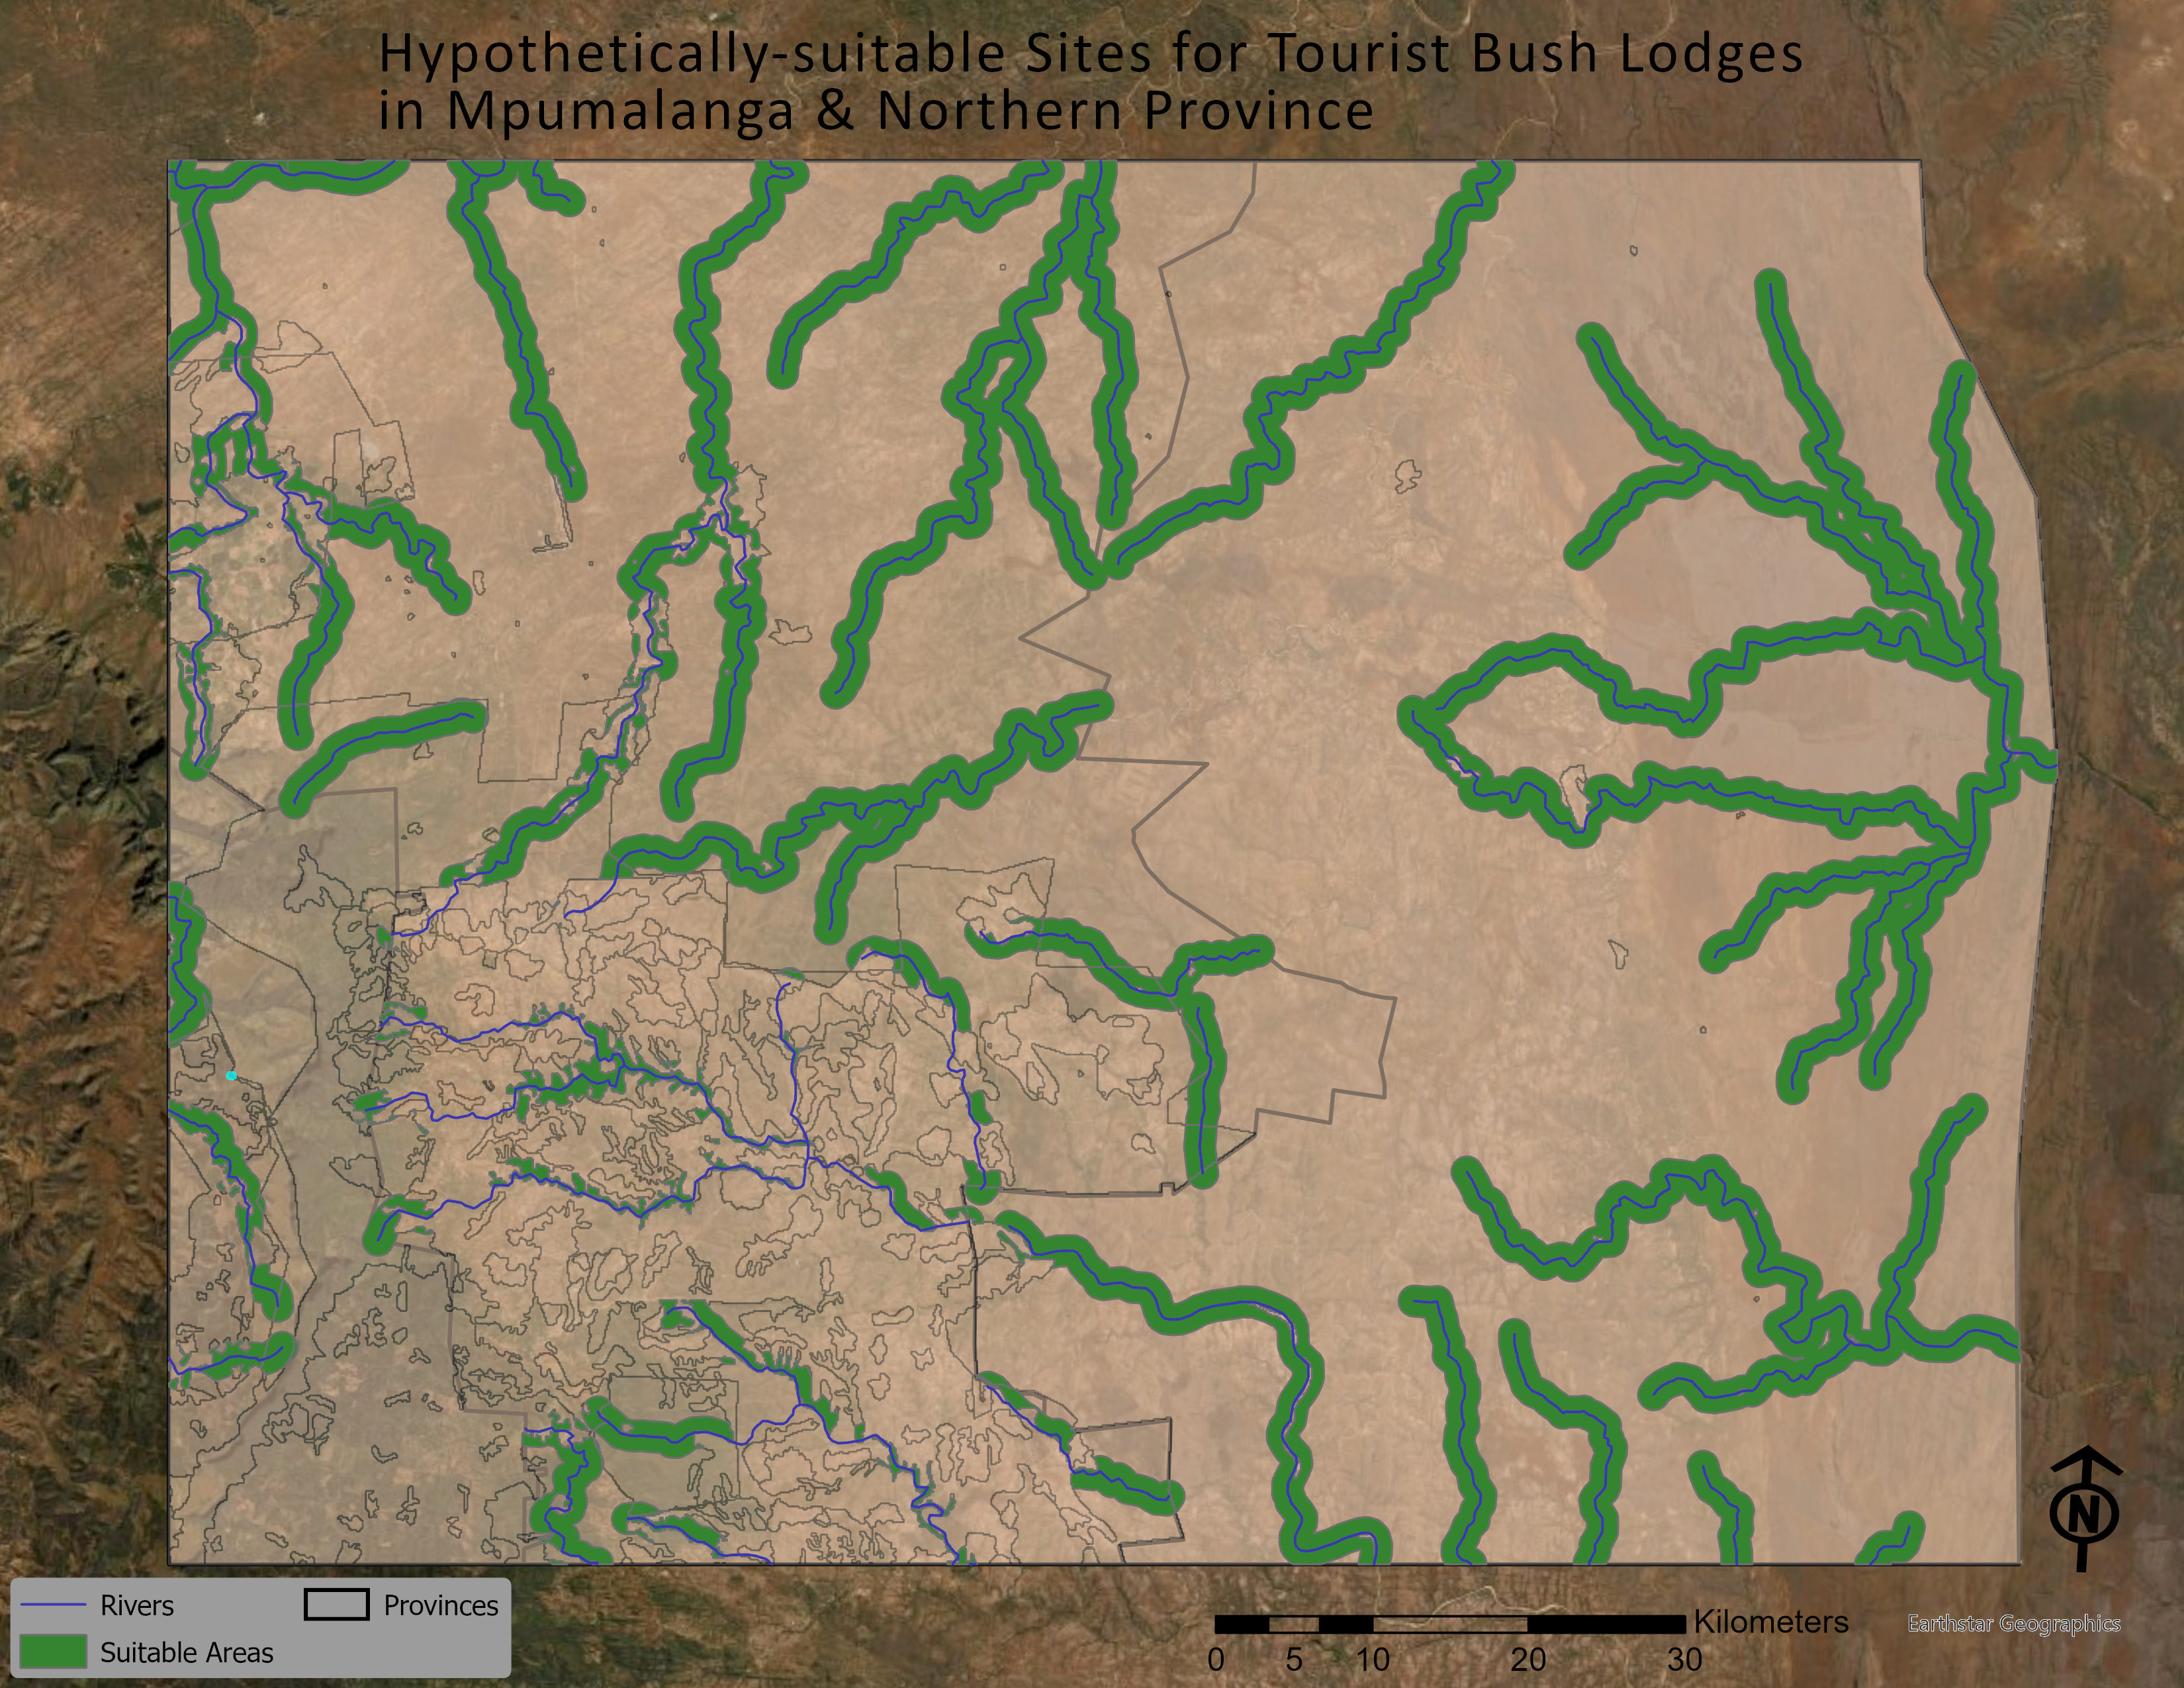 Hypothetically-suitable Sites for Tourist Bush Lodges
in Mpumalanga & Northern Province
Rivers
Provinces
Suitable Areas
N
Kilometers
0 5 10 20 30
Earthstar Geographics